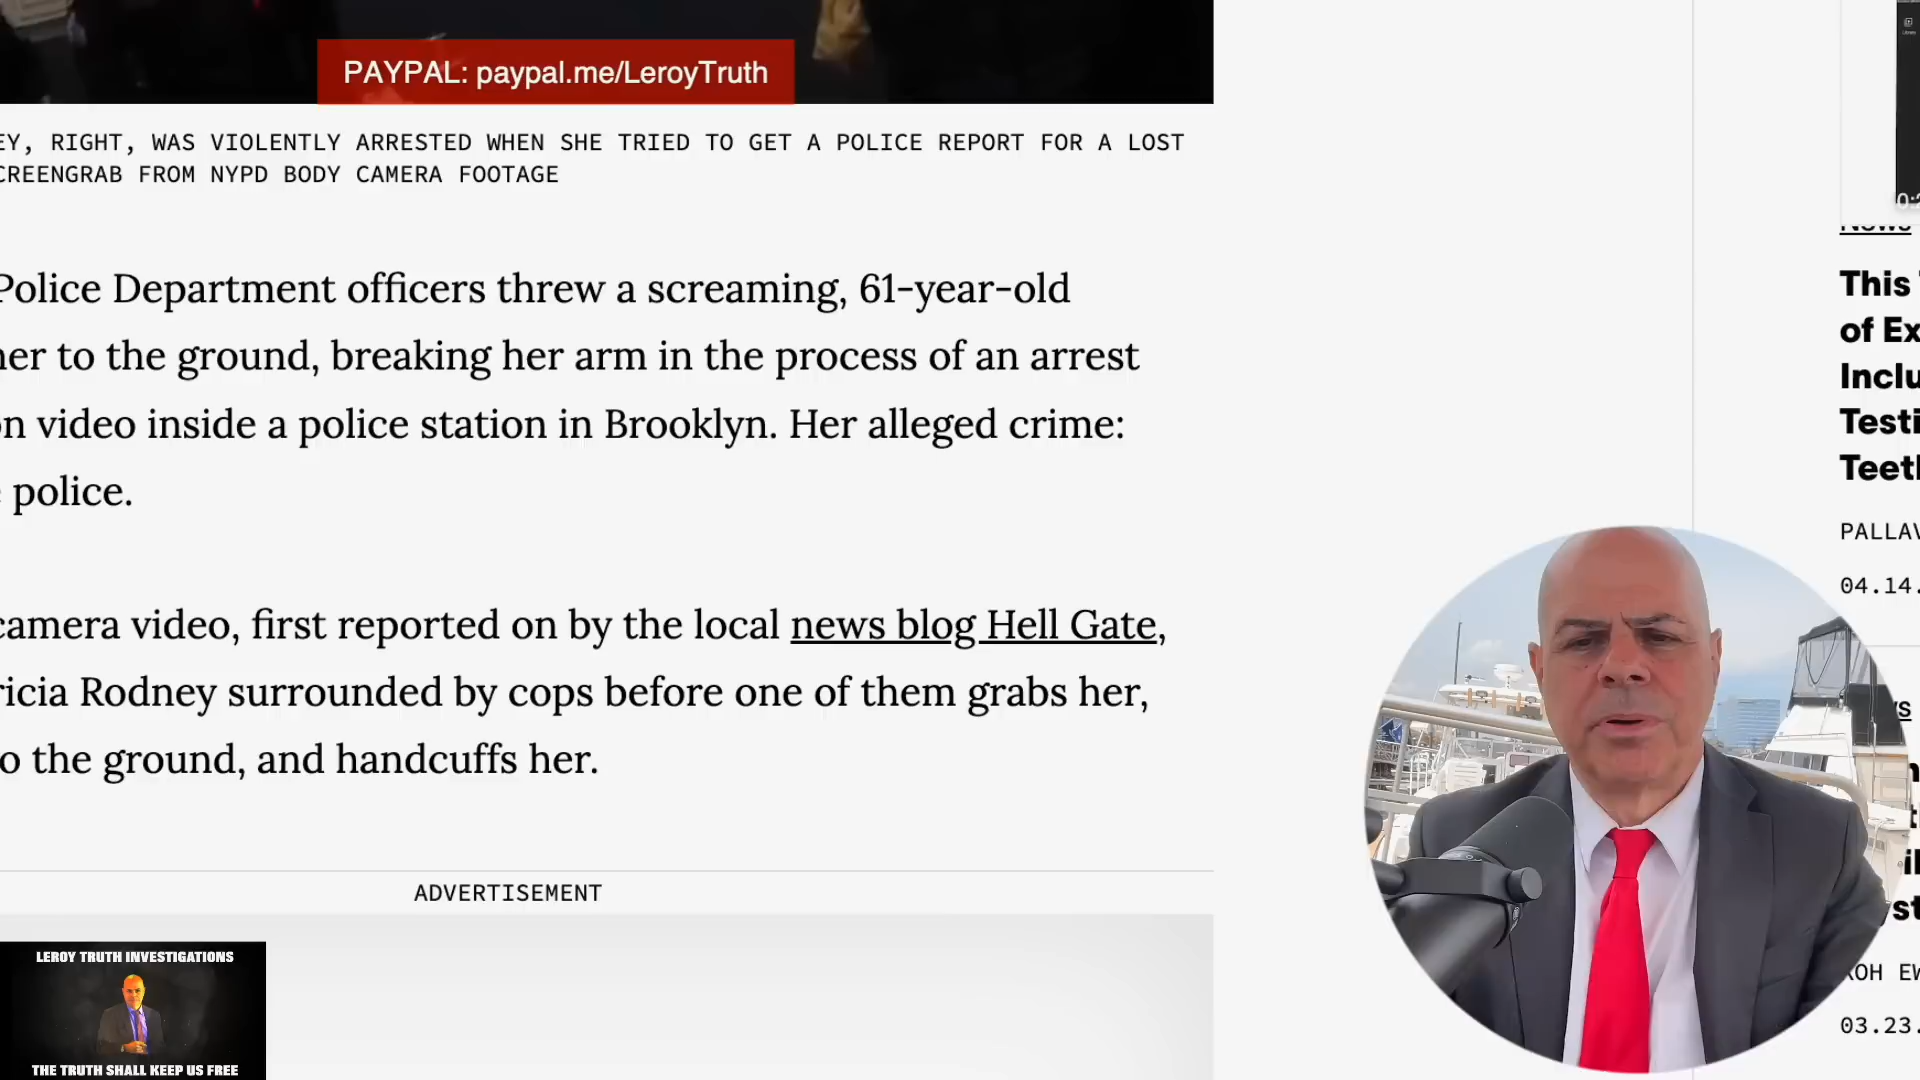 PAYPAL: paypal.me/LeroyTruth
EY, RIGHT, WAS VIOLENTLY ARRESTED WHEN SHE TRIED TO GET A POLICE REPORT FOR A LOST
CREENGRAB FROM NYPD BODY CAMERA FOOTAGE
Police Department officers threw a screaming, 61-year-old
her to the ground, breaking her arm in the process of an arrest
on video inside a police station in Brooklyn. Her alleged crime:
police.
camera video, first reported on by the local news blog Hell Gate,
ricia Rodney surrounded by cops before one of them grabs her,
o the ground, and handcuffs her.
ADVERTISEMENT
LEROY TRUTH INVESTIGATIONS
THE TRUTH SHALL KEEP US FREE
News
This
of Ex
Inclu
Testi
Teet
PALLAV
04.14.
ROH EW
03.23.